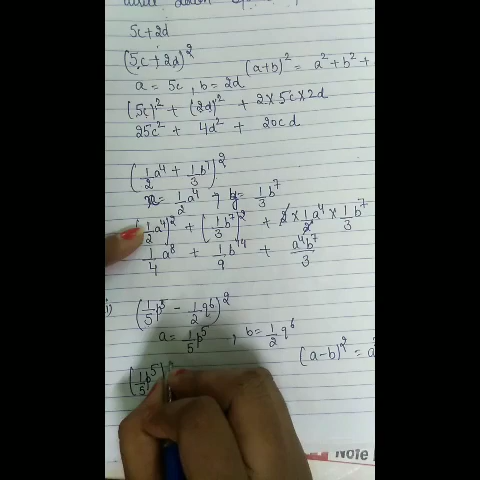 5c+2d
(5c+2d)²
(a+b)² = a²+b²+
a = 5c, b = 2d
(5c)² + (2d)² + 2×5c×2d
25c² + 4d² + 20cd
(1/2 a⁴ + 1/3 b⁷)²
x = 1/2 a⁴, y = 1/3 b⁷
(1/2 a⁴)² + (1/3 b⁷)² + 2×1/2 a⁴×1/3 b⁷
1/4 a⁸ + 1/9 b¹⁴ + a⁴b⁷/3
(1/5 p⁵ - 1/2 q⁶)²
a = 1/5 p⁵, b = 1/2 q⁶
(a-b)² = a²
(1/5 p⁵)
Note